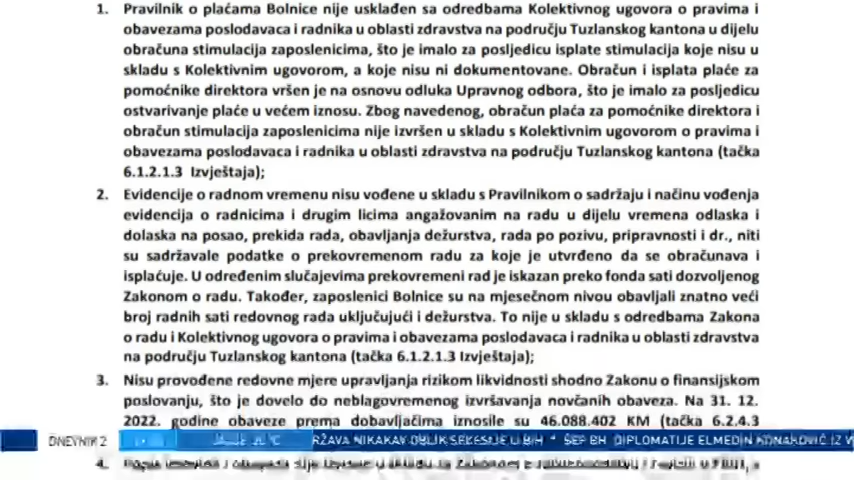 1. Pravilnik o plaćama Bolnice nije usklađen sa odredbama Kolektivnog ugovora o pravima i
obavezama poslodavaca i radnika u oblasti zdravstva na području Tuzlanskog kantona u dijelu
obračuna stimulacija zaposlenicima, što je imalo za posljedicu isplate stimulacija koje nisu u
skladu s Kolektivnim ugovorom, a koje nisu ni dokumentovane. Obračun i isplata plaće za
pomoćnike direktora vršen je na osnovu odluka Upravnog odbora, što je imalo za posljedicu
ostvarivanje plaće u većem iznosu. Zbog navedenog, obračun plaća za pomoćnike direktora i
obračun stimulacija zaposlenicima nije izvršen u skladu s Kolektivnim ugovorom o pravima i
obavezama poslodavaca i radnika u oblasti zdravstva na području Tuzlanskog kantona (tačka
6.1.2.1.3 Izvještaja);
2. Evidencije o radnom vremenu nisu vođene u skladu s Pravilnikom o sadržaju i načinu vođenja
evidencija o radnicima i drugim licima angažovanim na radu u dijelu vremena odlaska i
dolaska na posao, prekida rada, obavljanja dežurstva, rada po pozivu, pripravnosti i dr., niti
su sadržavale podatke o prekovremenom radu za koje je utvrđeno da se obračunava i
isplaćuje. U određenim slučajevima prekovremeni rad je iskazan preko fonda sati dozvoljenog
Zakonom o radu. Također, zaposlenici Bolnice su na mjesečnom nivou obavljali znatno veći
broj radnih sati redovnog rada uključujući i dežurstva. To nije u skladu s odredbama Zakona
o radu i Kolektivnog ugovora o pravima i obavezama poslodavaca i radnika u oblasti zdravstva
na području Tuzlanskog kantona (tačka 6.1.2.1.3 Izvještaja);
3. Nisu provođene redovne mjere upravljanja rizikom likvidnosti shodno Zakonu o finansijskom
poslovanju, što je dovelo do neblagovremenog izvršavanja novčanih obaveza. Na 31. 12.
2022. godine obaveze prema dobavljačima iznosile su 46.088.402 KM (tačka 6.2.4.3
DNEVNIK 2 RŽAVA NIKAKAV OBLIK SECESIJE U BIH * ŠEF BH. DIPLOMATIJE ELMEDIN KONAKOVIĆ IZ W
4.